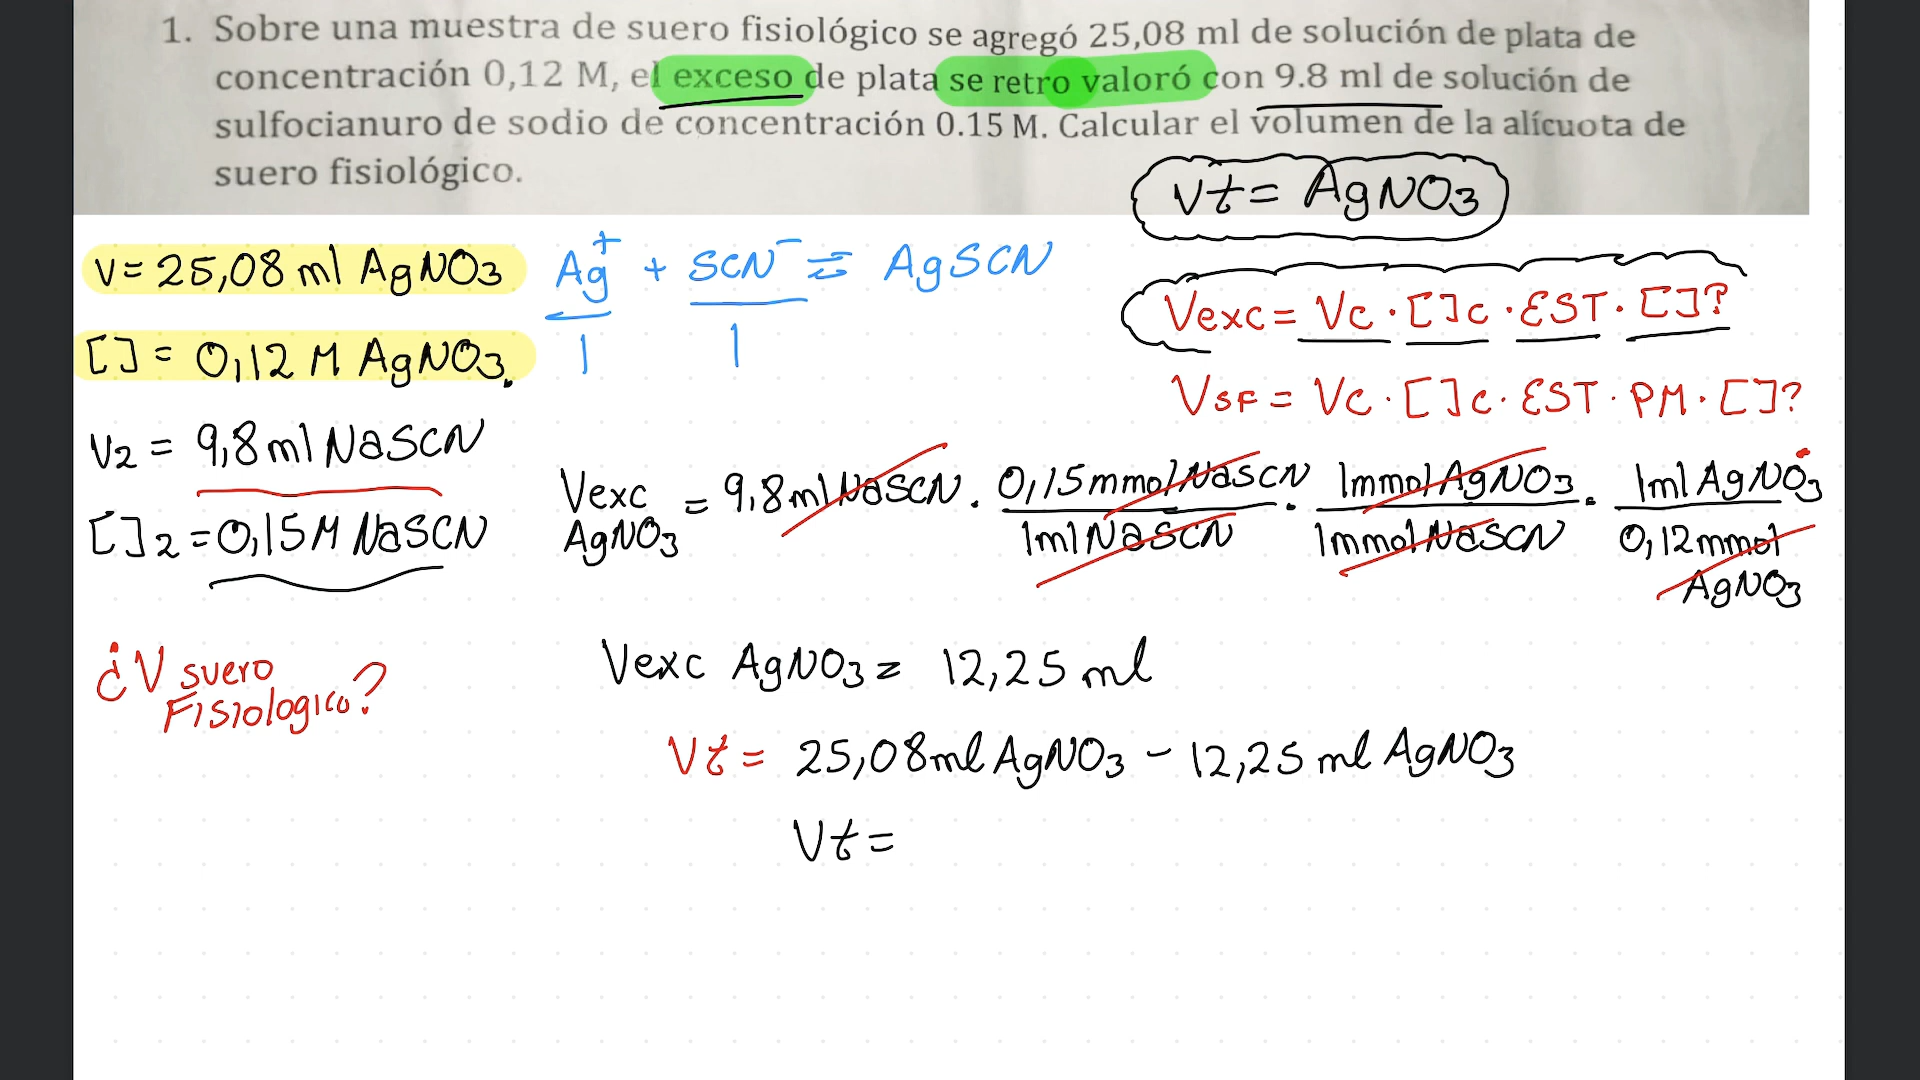 1. Sobre una muestra de suero fisiológico se agregó 25,08 ml de solución de plata de
concentración 0,12 M, el exceso de plata se retro valoró con 9.8 ml de solución de
sulfocianuro de sodio de concentración 0.15 M. Calcular el volumen de la alícuota de
suero fisiológico.
Vt = AgNO3
V= 25,08 ml AgNO3
Ag+ + SCN- ⇌ AgSCN
1 1
[] = 0,12 M AgNO3.
Vexc = Vc · []c · EST · []?
VSF = Vc · []c · EST · PM · []?
V2 = 9,8 ml NaSCN
[]2 = 0,15M NaSCN
Vexc AgNO3 = 9,8 ml NaSCN . 0,15 mmol NaSCN / 1 ml NaSCN . 1 mmol AgNO3 / 1 mmol NaSCN . 1 ml AgNO3 / 0,12 mmol AgNO3
¿V suero
Fisiologico?
Vexc AgNO3 = 12,25 ml
Vt = 25,08 ml AgNO3 - 12,25 ml AgNO3
Vt =